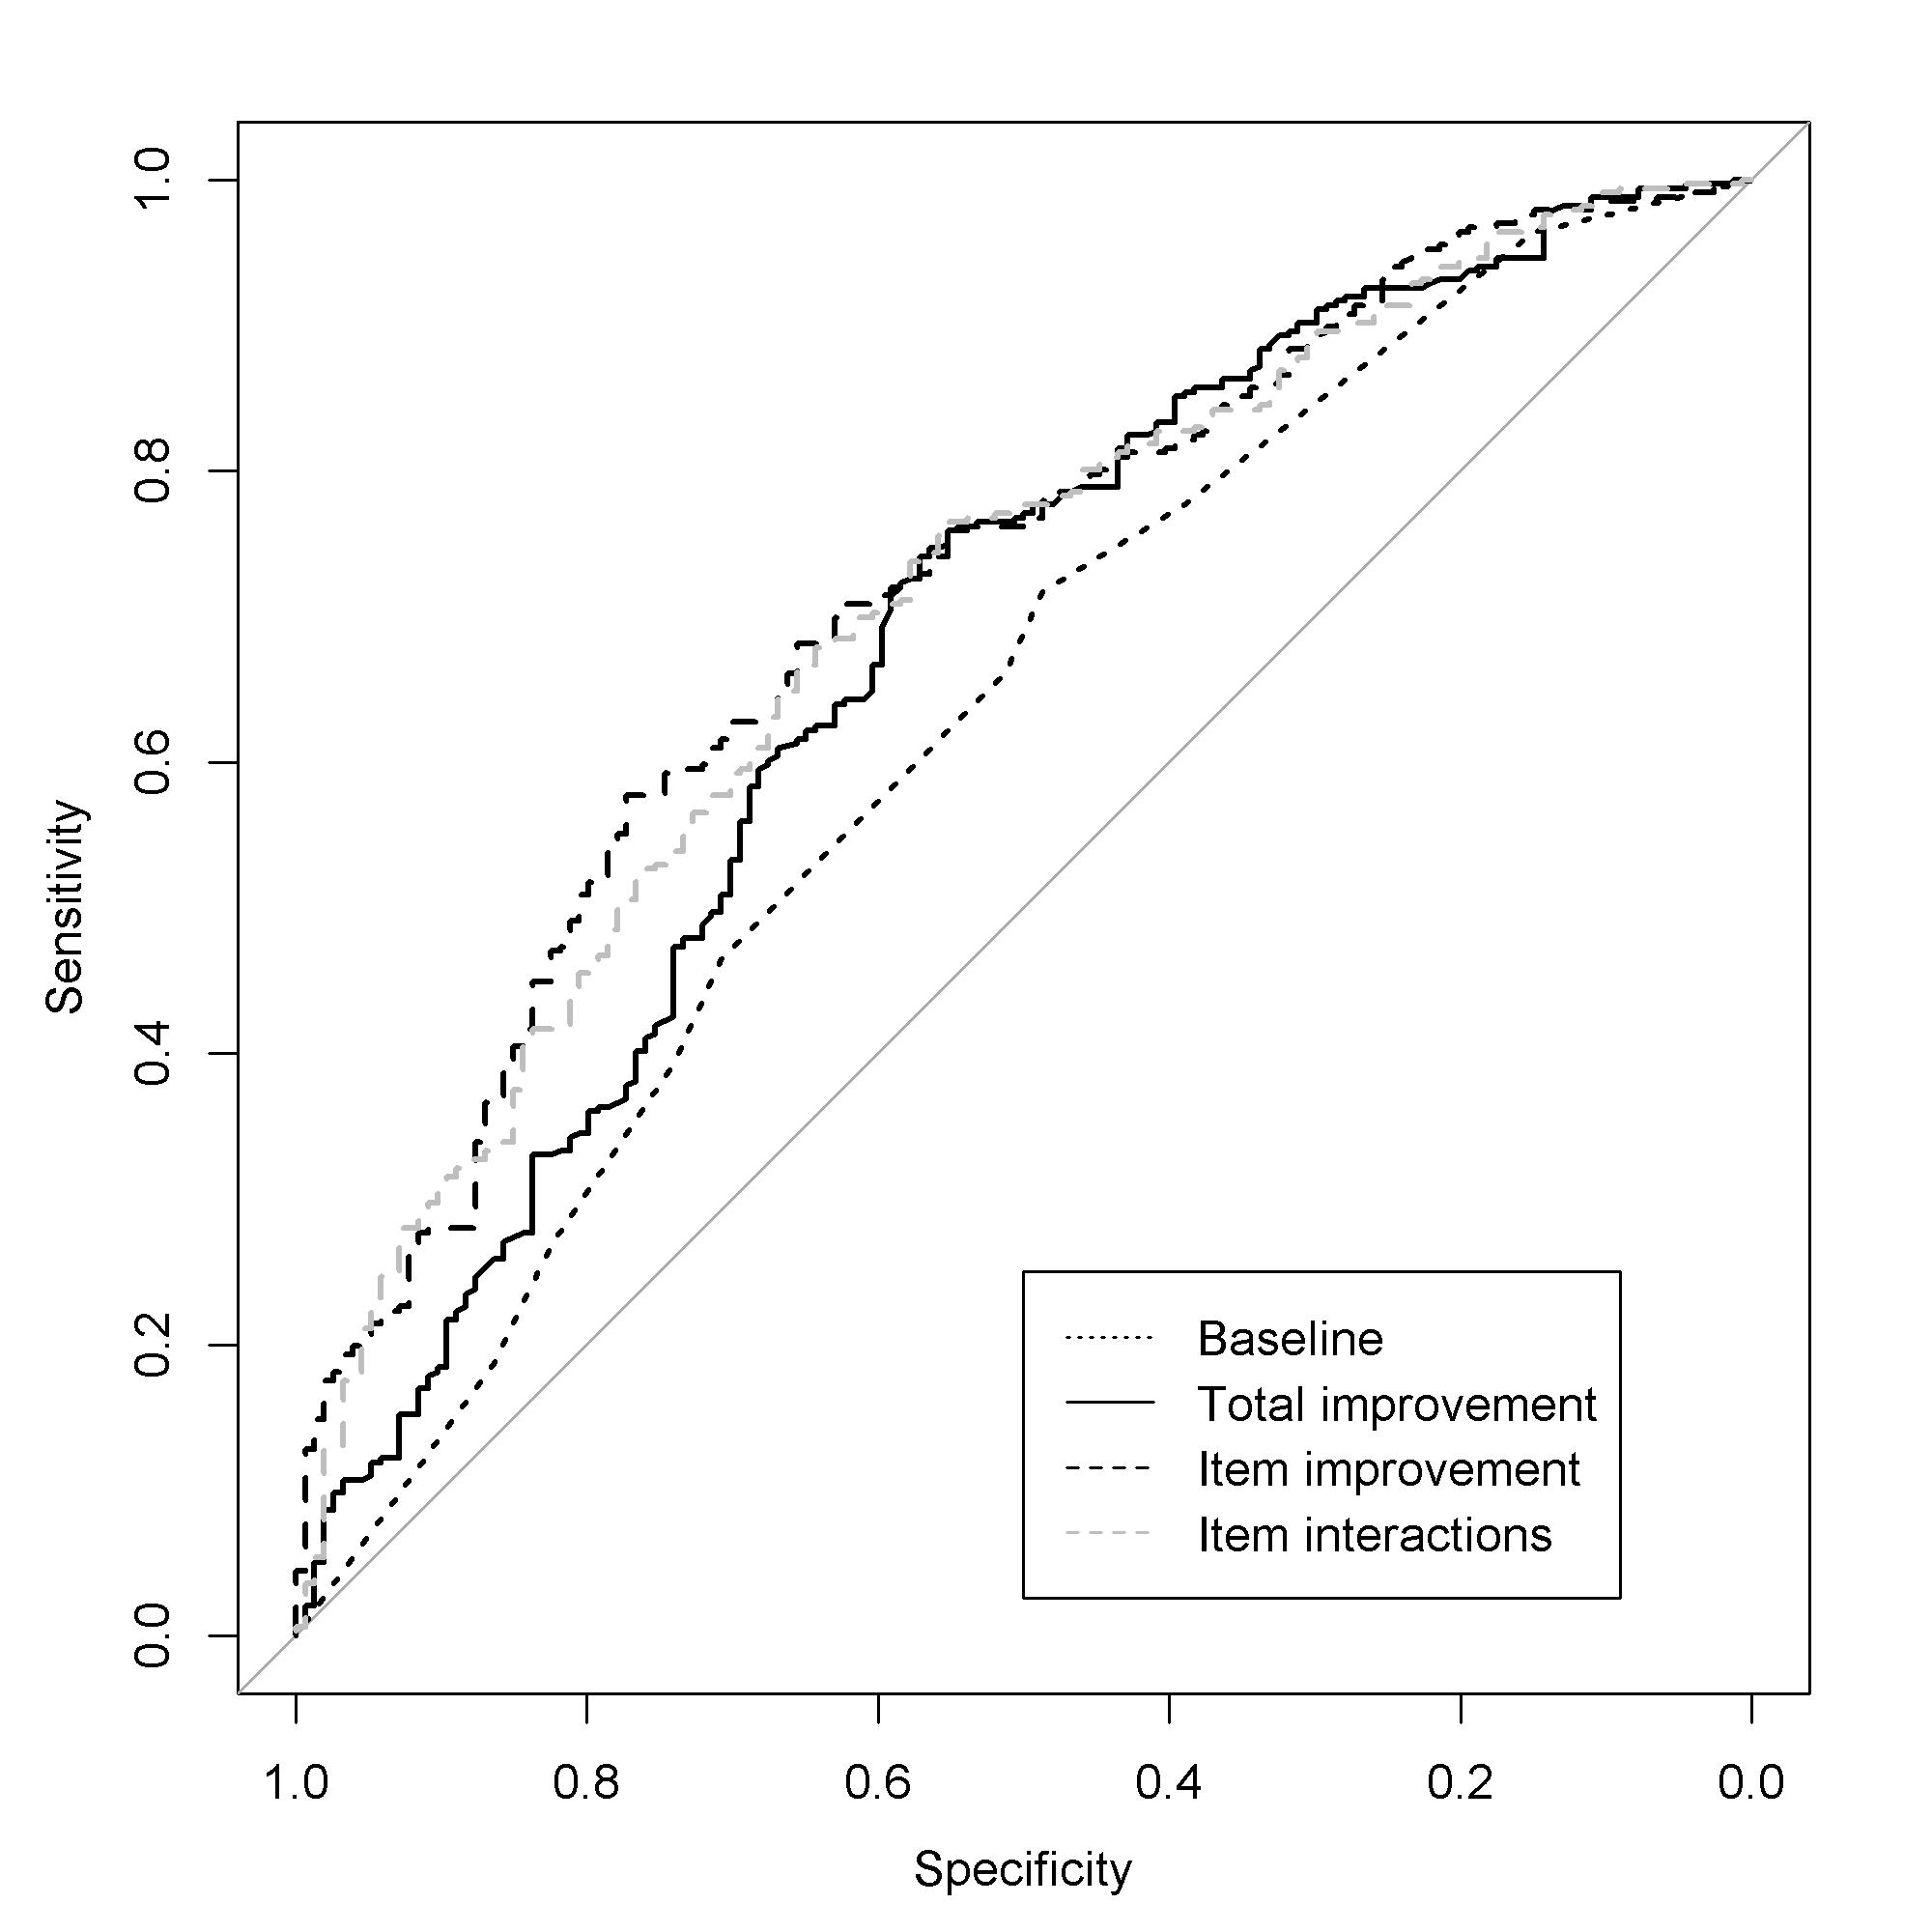 Sensitivity
1.0
0.8
0.6
0.4
0.2
0.0
Baseline
Total improvement
Item improvement
Item interactions
1.0 0.8 0.6 0.4 0.2 0.0
Specificity